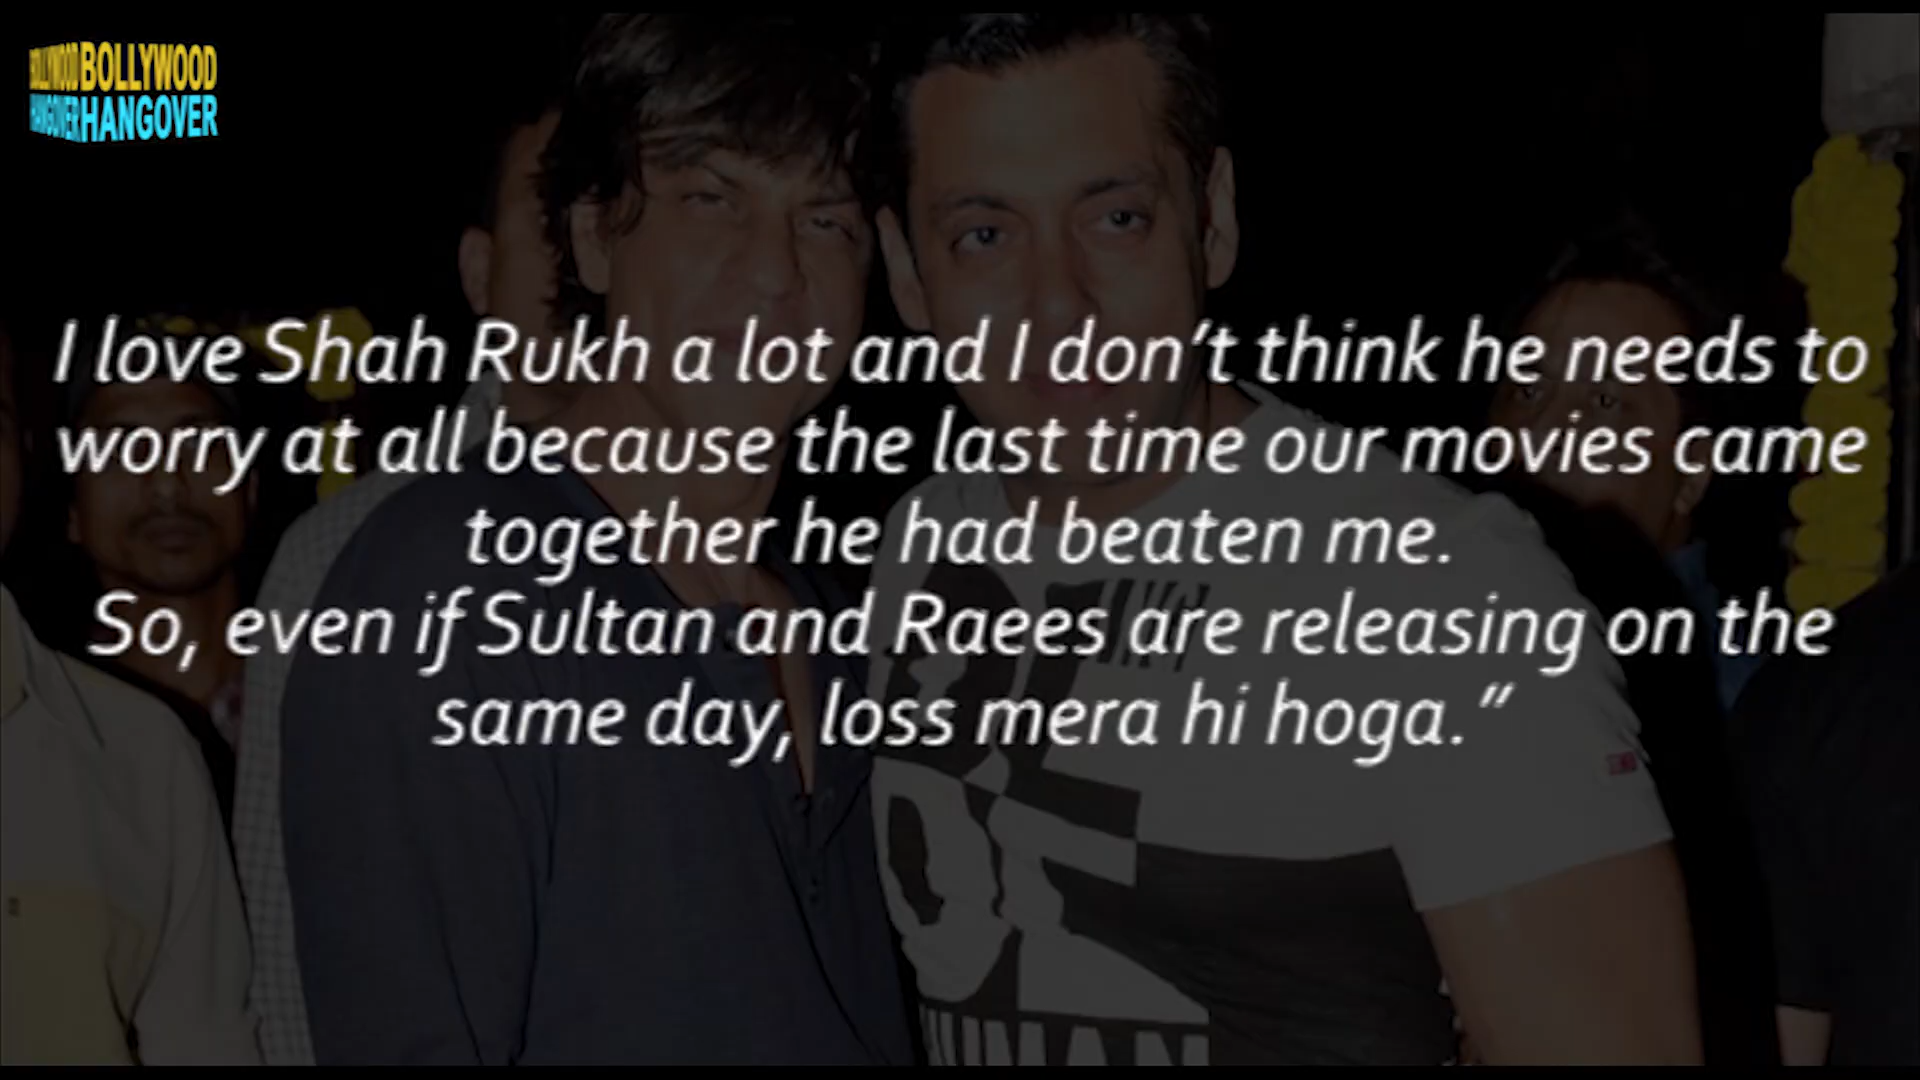 BOLLYWOOD BOLLYWOOD
HANGOVER HANGOVER
I love Shah Rukh a lot and I don’t think he needs to
worry at all because the last time our movies came
together he had beaten me.
So, even if Sultan and Raees are releasing on the
same day, loss mera hi hoga.”